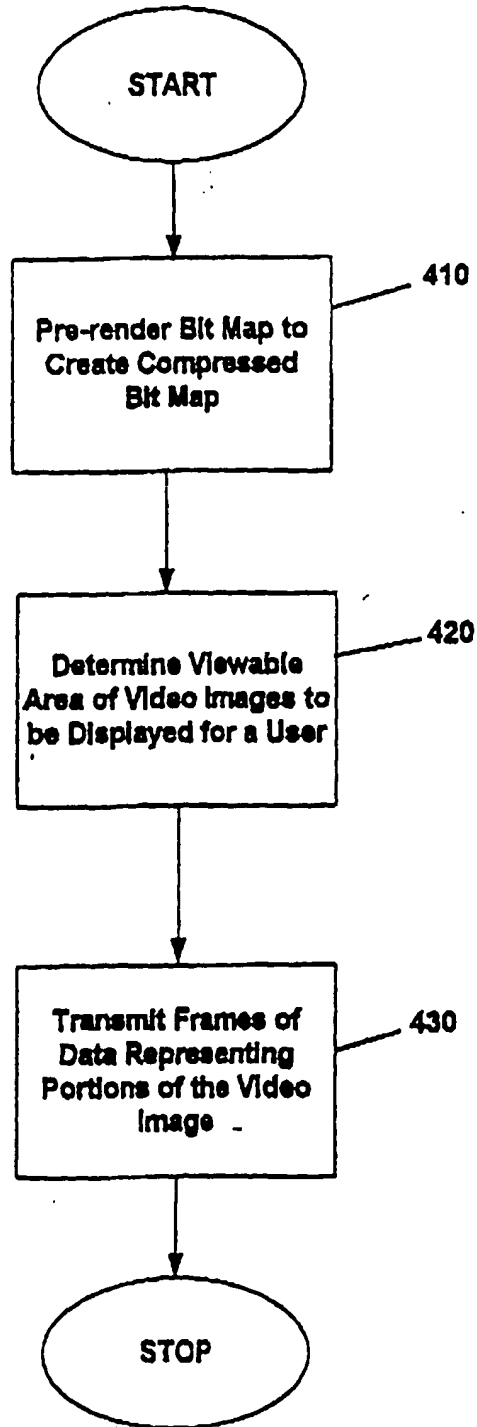 START
410
Pre-render Bit Map to
Create Compressed
Bit Map
420
Determine Viewable
Area of Video Images to
be Displayed for a User
430
Transmit Frames of
Data Representing
Portions of the Video
Image
STOP